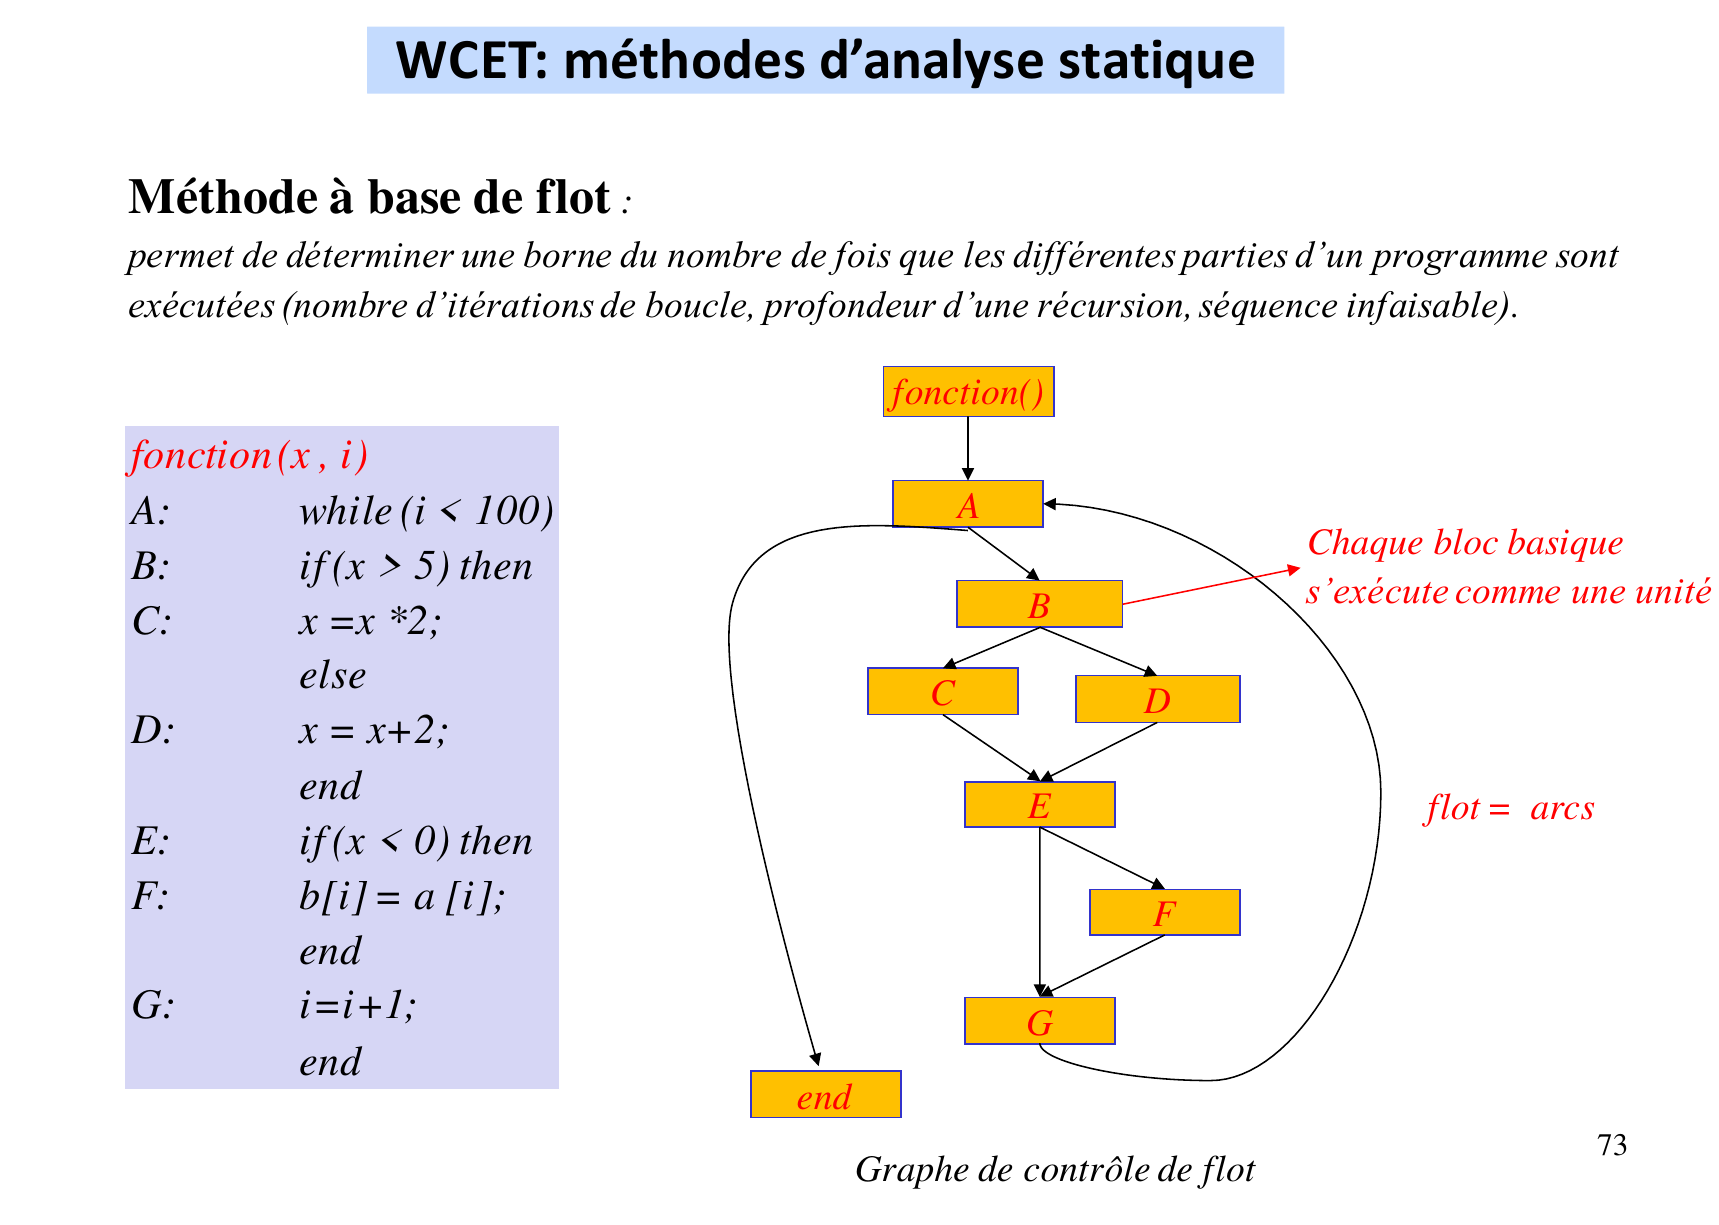 WCET: méthodes d’analyse statique
Méthode à base de flot :
permet de déterminer une borne du nombre de fois que les différentes parties d’un programme sont
exécutées (nombre d’itérations de boucle, profondeur d’une récursion, séquence infaisable).
fonction(x , i)
A: while (i < 100)
B: if (x > 5) then
C: x =x *2;
else
D: x = x+2;
end
E: if (x < 0) then
F: b[i] = a [i];
end
G: i=i+1;
end
fonction()
A
B
Chaque bloc basique
s’exécute comme une unité
C
D
E
flot = arcs
F
G
end
Graphe de contrôle de flot
73